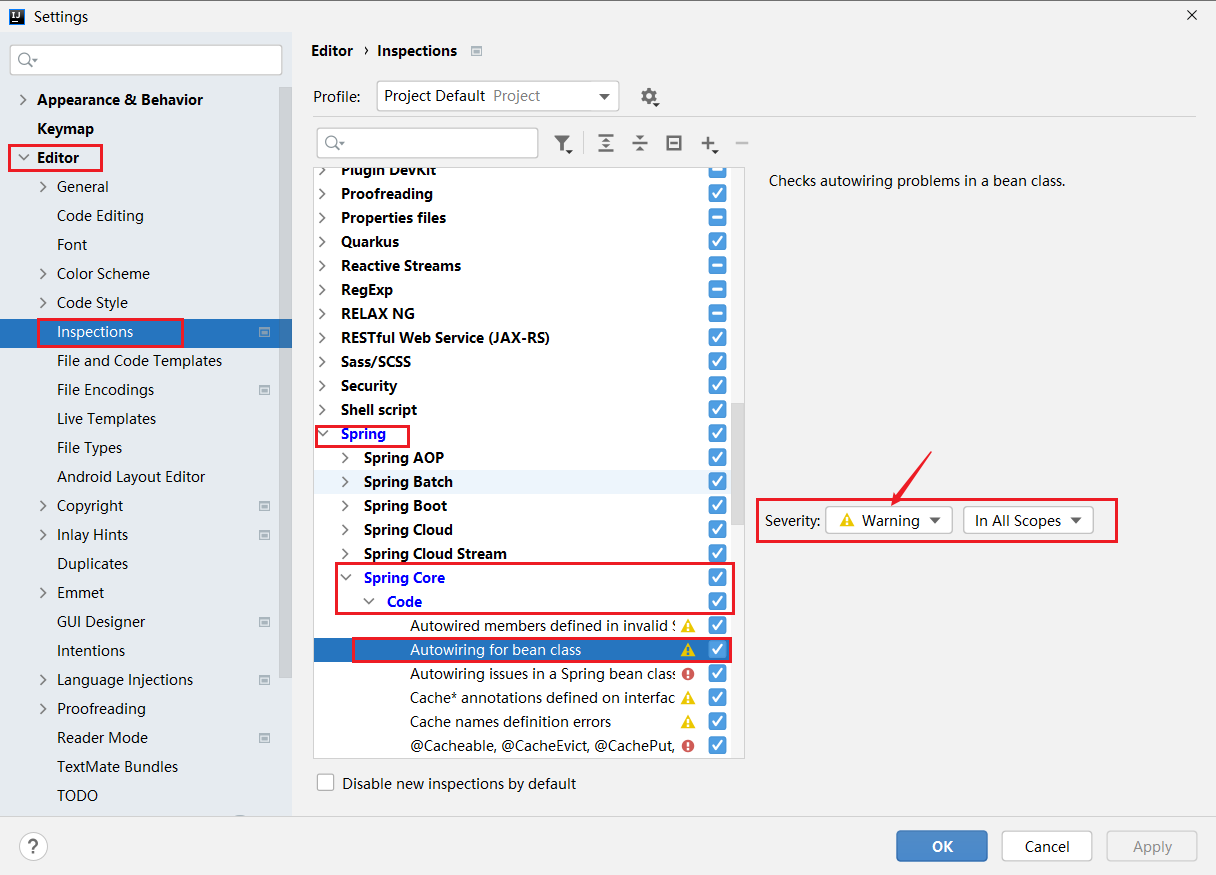 Settings
Appearance & Behavior
Keymap
Editor
General
Code Editing
Font
Color Scheme
Code Style
Inspections
File and Code Templates
File Encodings
Live Templates
File Types
Android Layout Editor
Copyright
Inlay Hints
Duplicates
Emmet
GUI Designer
Intentions
Language Injections
Proofreading
Reader Mode
TextMate Bundles
TODO
Editor › Inspections
Profile: Project Default Project
Plugin DevKit
Proofreading
Properties files
Quarkus
Reactive Streams
RegExp
RELAX NG
RESTful Web Service (JAX-RS)
Sass/SCSS
Security
Shell script
Spring
Spring AOP
Spring Batch
Spring Boot
Spring Cloud
Spring Cloud Stream
Spring Core
Code
Autowired members defined in invalid
Autowiring for bean class
Autowiring issues in a Spring bean class
Cache* annotations defined on interfac
Cache names definition errors
@Cacheable, @CacheEvict, @CachePut,
Disable new inspections by default
Checks autowiring problems in a bean class.
Severity: Warning In All Scopes
? OK Cancel Apply